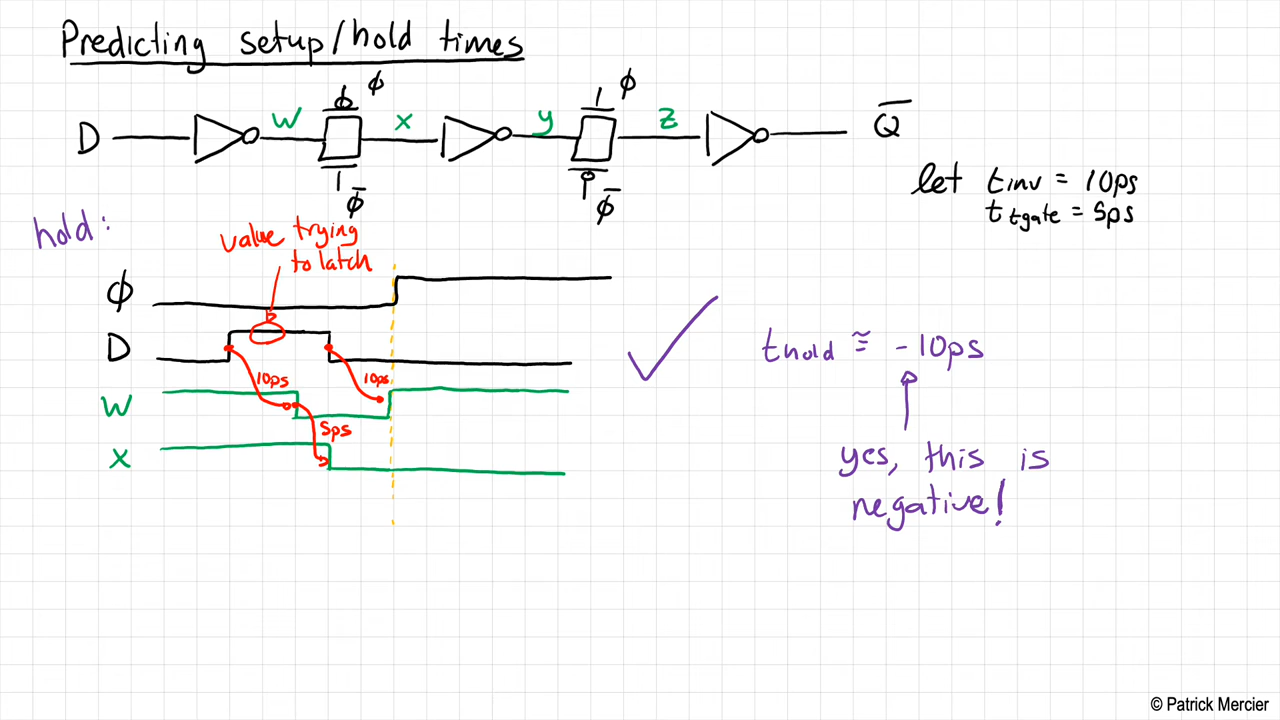 Predicting setup/hold times
ϕ ϕ
D W X y Z Q̅
ϕ̅ ϕ̅
let tinv = 10ps
t tgate = 5ps
hold:
value trying
to latch
ϕ
D
thold ≅ -10ps
10ps 10ps
W
5ps
X
yes, this is
negative!
© Patrick Mercier